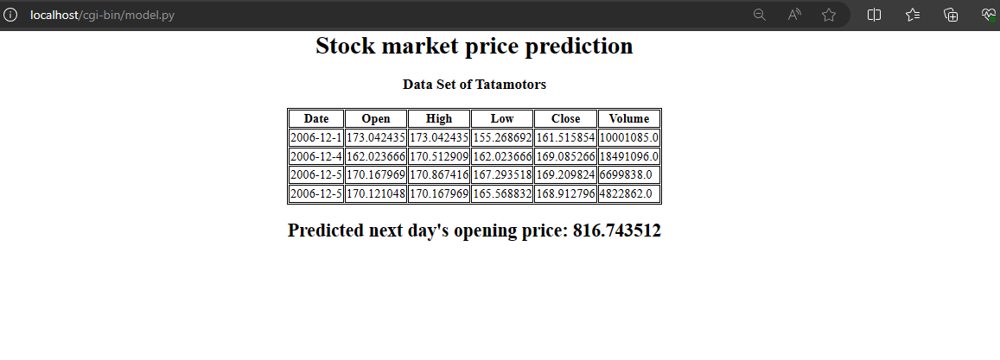 localhost/cgi-bin/model.py
Stock market price prediction
Data Set of Tatamotors
Date Open High Low Close Volume
2006-12-1 173.042435 173.042435 155.268692 161.515854 10001085.0
2006-12-4 162.023666 170.512909 162.023666 169.085266 18491096.0
2006-12-5 170.167969 170.867416 167.293518 169.209824 6699838.0
2006-12-5 170.121048 170.167969 165.568832 168.912796 4822862.0
Predicted next day's opening price: 816.743512